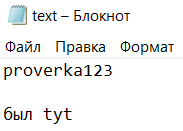 text – Блокнот
Файл Правка Формат
proverka123
был tyt